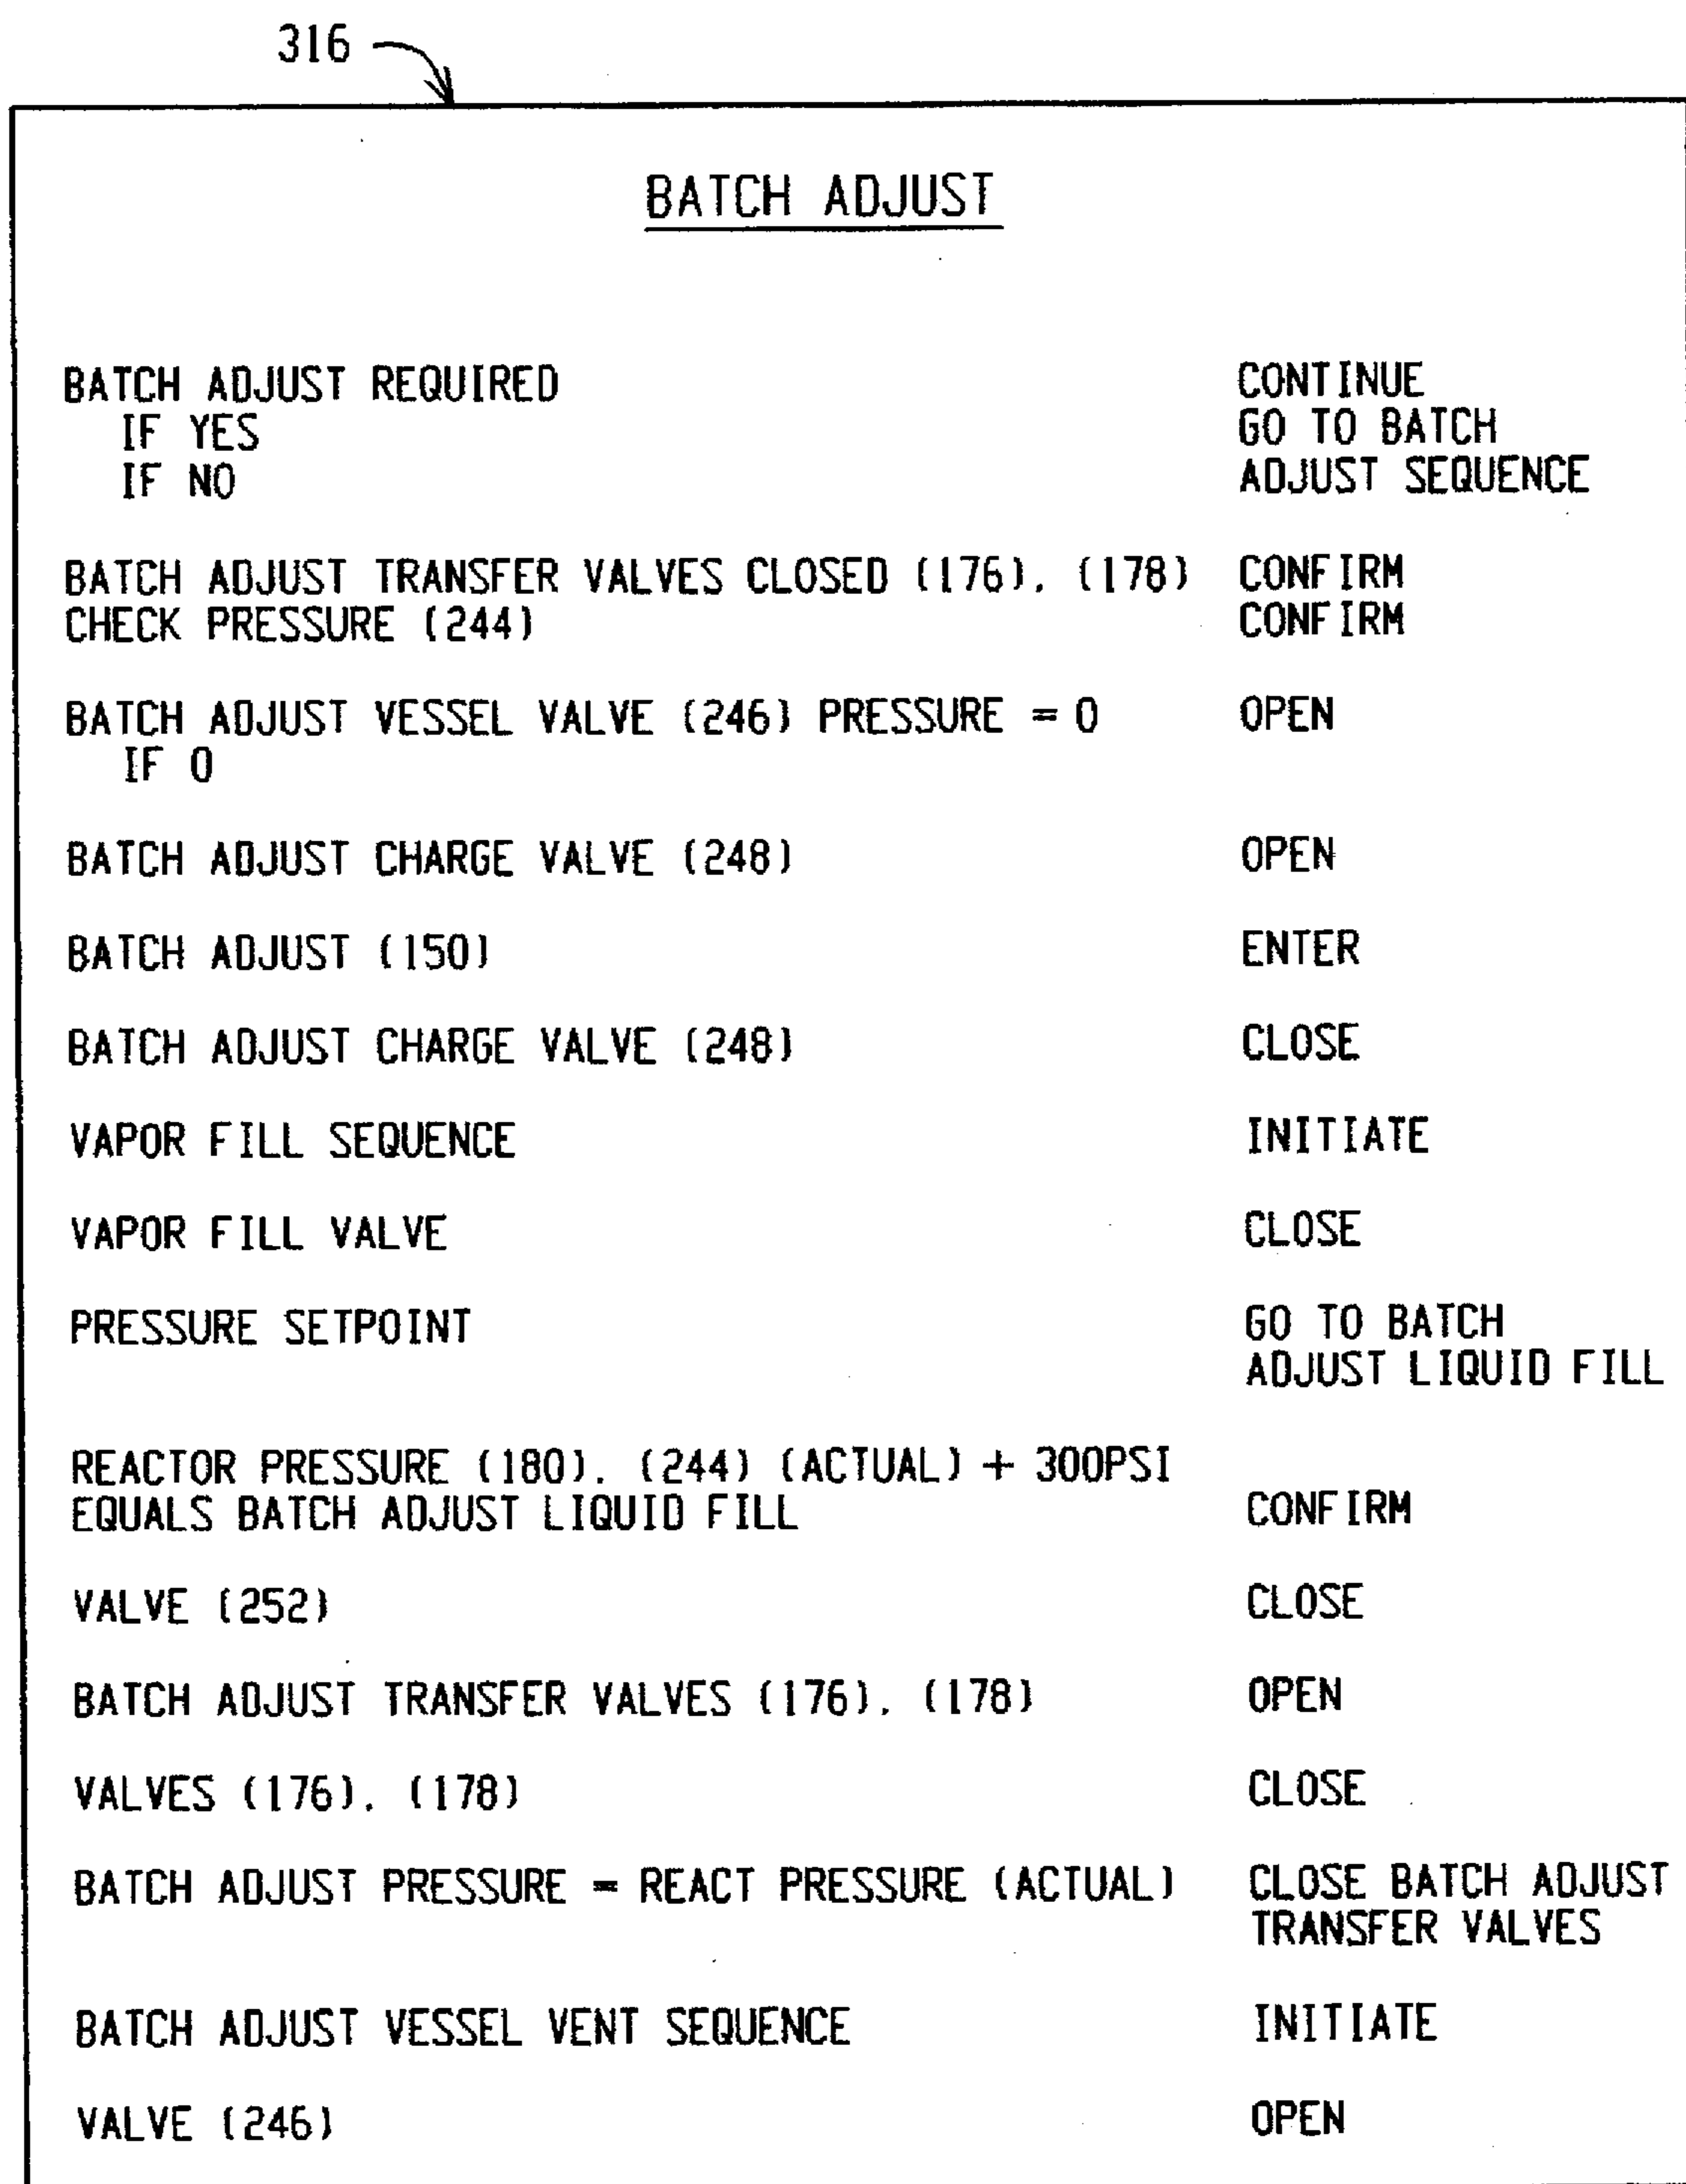 316
BATCH ADJUST
BATCH ADJUST REQUIRED CONTINUE
IF YES GO TO BATCH
IF NO ADJUST SEQUENCE
BATCH ADJUST TRANSFER VALVES CLOSED (176), (178) CONFIRM
CHECK PRESSURE (244) CONFIRM
BATCH ADJUST VESSEL VALVE (246) PRESSURE = 0 OPEN
IF 0
BATCH ADJUST CHARGE VALVE (248) OPEN
BATCH ADJUST (150) ENTER
BATCH ADJUST CHARGE VALVE (248) CLOSE
VAPOR FILL SEQUENCE INITIATE
VAPOR FILL VALVE CLOSE
PRESSURE SETPOINT GO TO BATCH
ADJUST LIQUID FILL
REACTOR PRESSURE (180), (244) (ACTUAL) + 300PSI
EQUALS BATCH ADJUST LIQUID FILL CONFIRM
VALVE (252) CLOSE
BATCH ADJUST TRANSFER VALVES (176), (178) OPEN
VALVES (176), (178) CLOSE
BATCH ADJUST PRESSURE = REACT PRESSURE (ACTUAL) CLOSE BATCH ADJUST
TRANSFER VALVES
BATCH ADJUST VESSEL VENT SEQUENCE INITIATE
VALVE (246) OPEN